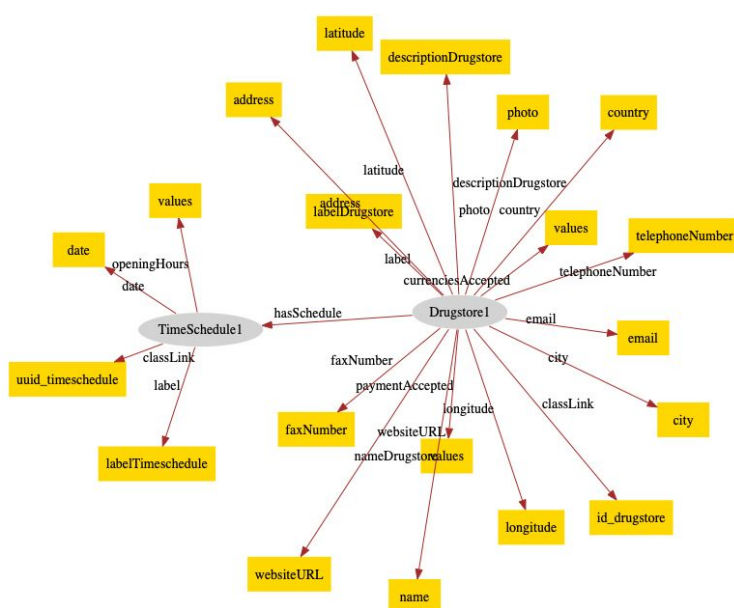 latitude
descriptionDrugstore
address
photo
country
latitude
descriptionDrugstore
values
address
labelDrugstore
photo
country
values
telephoneNumber
date
label
openingHours
currenciesAccepted
telephoneNumber
date
hasSchedule
Drugstore1
TimeSchedule1
email
email
classLink
faxNumber
city
uuid_timeschedule
label
paymentAccepted
classLink
longitude
city
faxNumber
websiteURL
labelTimeschedule
nameDrugstore
values
id_drugstore
longitude
websiteURL
name